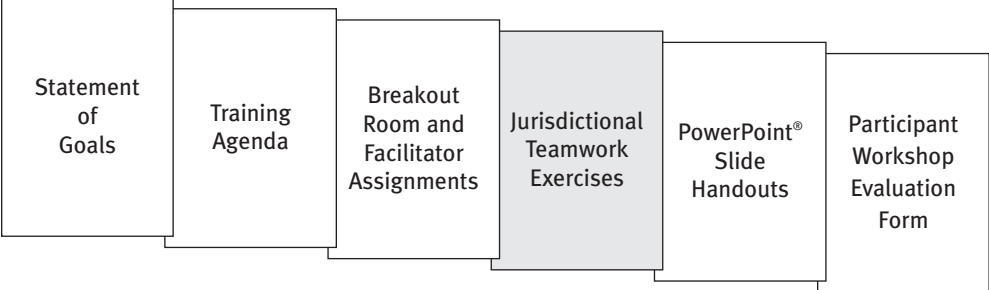 Statement
of
Goals
Training
Agenda
Breakout
Room and
Facilitator
Assignments
Jurisdictional
Teamwork
Exercises
PowerPoint®
Slide
Handouts
Participant
Workshop
Evaluation
Form